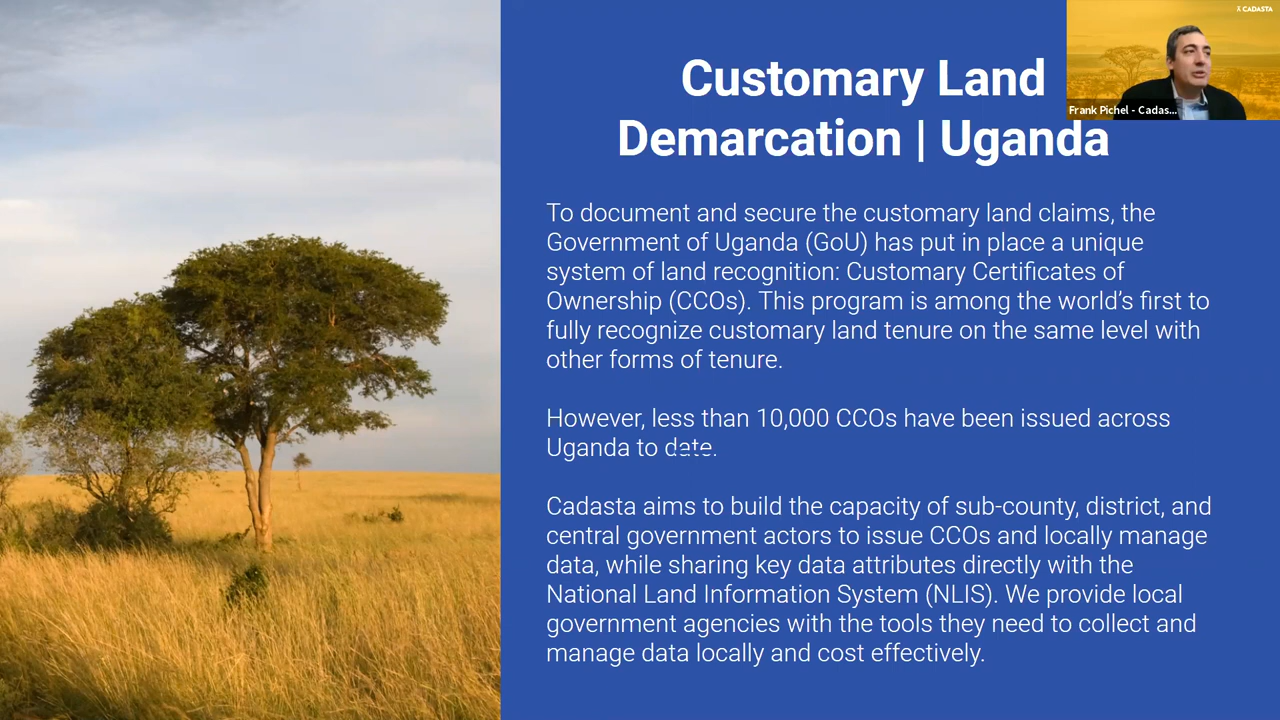 CADASTA
Customary Land
Demarcation | Uganda
Frank Pichel - Cadas...
To document and secure the customary land claims, the
Government of Uganda (GoU) has put in place a unique
system of land recognition: Customary Certificates of
Ownership (CCOs). This program is among the world’s first to
fully recognize customary land tenure on the same level with
other forms of tenure.
However, less than 10,000 CCOs have been issued across
Uganda to date.
Cadasta aims to build the capacity of sub-county, district, and
central government actors to issue CCOs and locally manage
data, while sharing key data attributes directly with the
National Land Information System (NLIS). We provide local
government agencies with the tools they need to collect and
manage data locally and cost effectively.